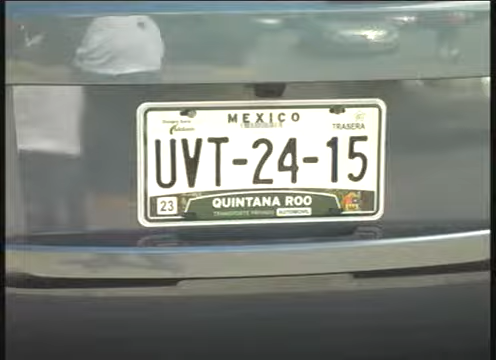 MEXICO
TRASERA
UVT-24-15
23
QUINTANA ROO
TRANSPORTE PRIVADO AUTOMOVIL